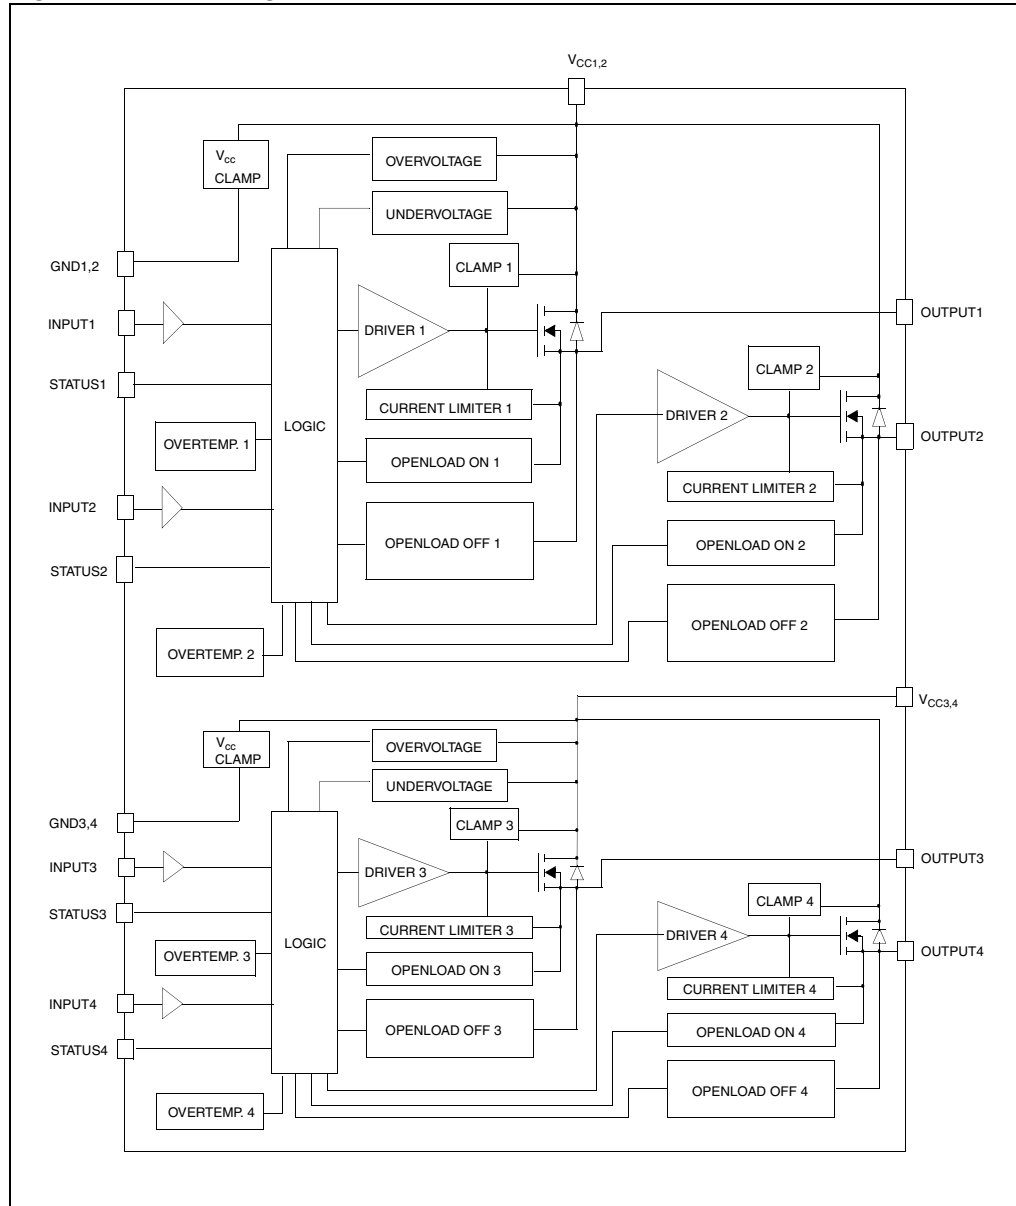 VCC1,2
Vcc
CLAMP
OVERVOLTAGE
UNDERVOLTAGE
GND1,2
CLAMP 1
INPUT1
DRIVER 1
OUTPUT1
STATUS1
CLAMP 2
CURRENT LIMITER 1
DRIVER 2
LOGIC
OVERTEMP. 1
OUTPUT2
OPENLOAD ON 1
CURRENT LIMITER 2
INPUT2
OPENLOAD OFF 1
OPENLOAD ON 2
STATUS2
OPENLOAD OFF 2
OVERTEMP. 2
VCC3,4
Vcc
CLAMP
OVERVOLTAGE
UNDERVOLTAGE
GND3,4
CLAMP 3
INPUT3
DRIVER 3
OUTPUT3
STATUS3
CLAMP 4
CURRENT LIMITER 3
DRIVER 4
LOGIC
OVERTEMP. 3
OUTPUT4
OPENLOAD ON 3
CURRENT LIMITER 4
INPUT4
OPENLOAD OFF 3
OPENLOAD ON 4
STATUS4
OPENLOAD OFF 4
OVERTEMP. 4